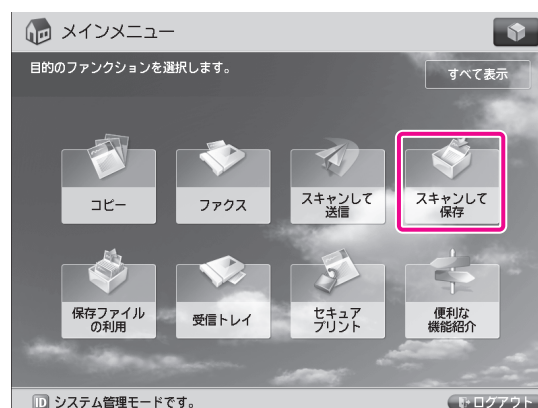 メインメニュー
目的のファンクションを選択します。
すべて表示
コピー
ファクス
スキャンして
送信
スキャンして
保存
保存ファイル
の利用
受信トレイ
セキュア
プリント
便利な
機能紹介
ID システム管理モードです。
ログアウト